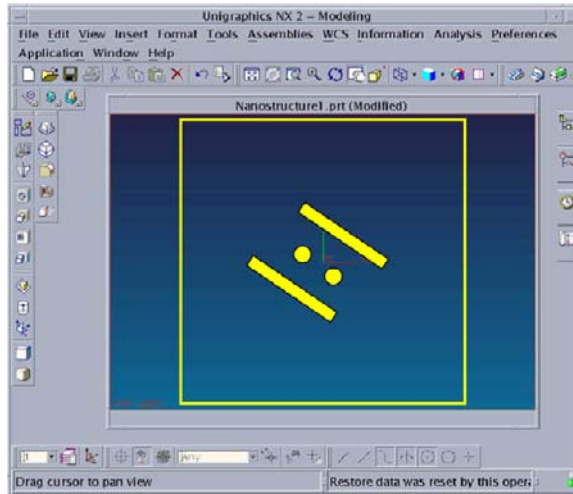 Unigraphics NX 2 – Modeling
File Edit View Insert Format Tools Assemblies WCS Information Analysis Preferences
Application Window Help
Nanostructure1.prt (Modified)
Any
Drag cursor to pan view
Restore data was reset by this opera